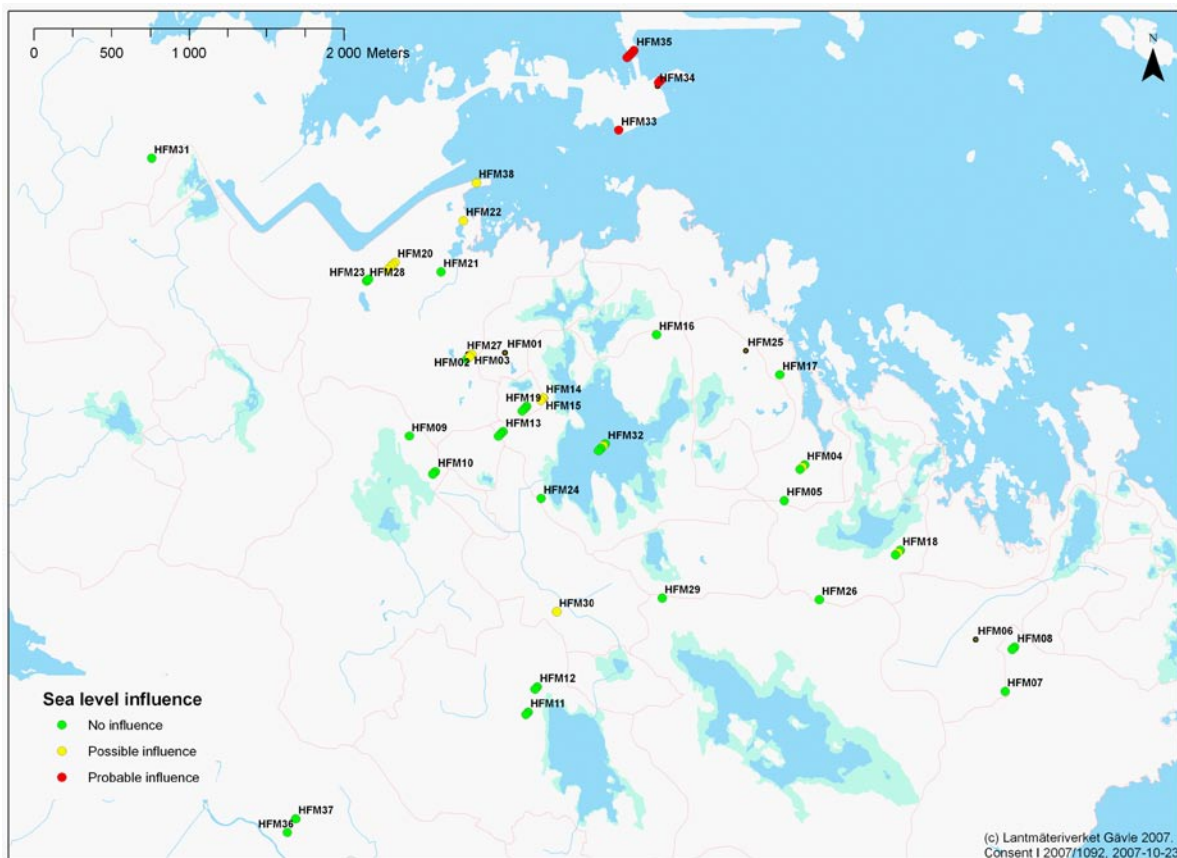 HFM35
0 500 1 000 2 000 Meters
N
HFM34
HFM33
HFM31
HFM38
HFM22
HFM20
HFM23 HFM28 HFM21
HFM16
HFM27 HFM01 HFM25
HFM02 HFM03
HFM17
HFM14
HFM19 HFM15
HFM13
HFM09 HFM32
HFM10 HFM04
HFM24 HFM05
HFM18
HFM29 HFM26
HFM30
HFM06 HFM08
HFM12 HFM07
Sea level influence
HFM11
No influence
Possible influence
Probable influence
HFM37
HFM36
(c) Lantmäteriverket Gävle 2007.
Consent I 2007/1092, 2007-10-23